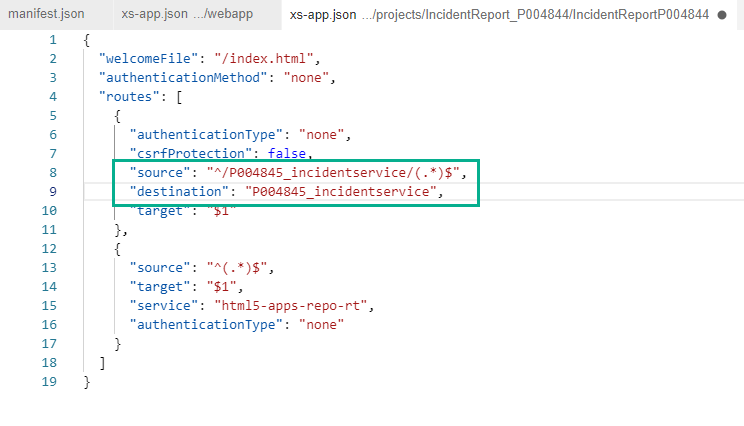 manifest.json xs-app.json .../webapp xs-app.json .../projects/IncidentReport_P004844/IncidentReportP004844
1 {
2 "welcomeFile": "/index.html",
3 "authenticationMethod": "none",
4 "routes": [
5 {
6 "authenticationType": "none",
7 "csrfProtection": false,
8 "source": "^/P004845_incidentservice/(.*)$",
9 "destination": "P004845_incidentservice",
10 "target": "$1"
11 },
12 {
13 "source": "^(.*)$",
14 "target": "$1",
15 "service": "html5-apps-repo-rt",
16 "authenticationType": "none"
17 }
18 ]
19 }